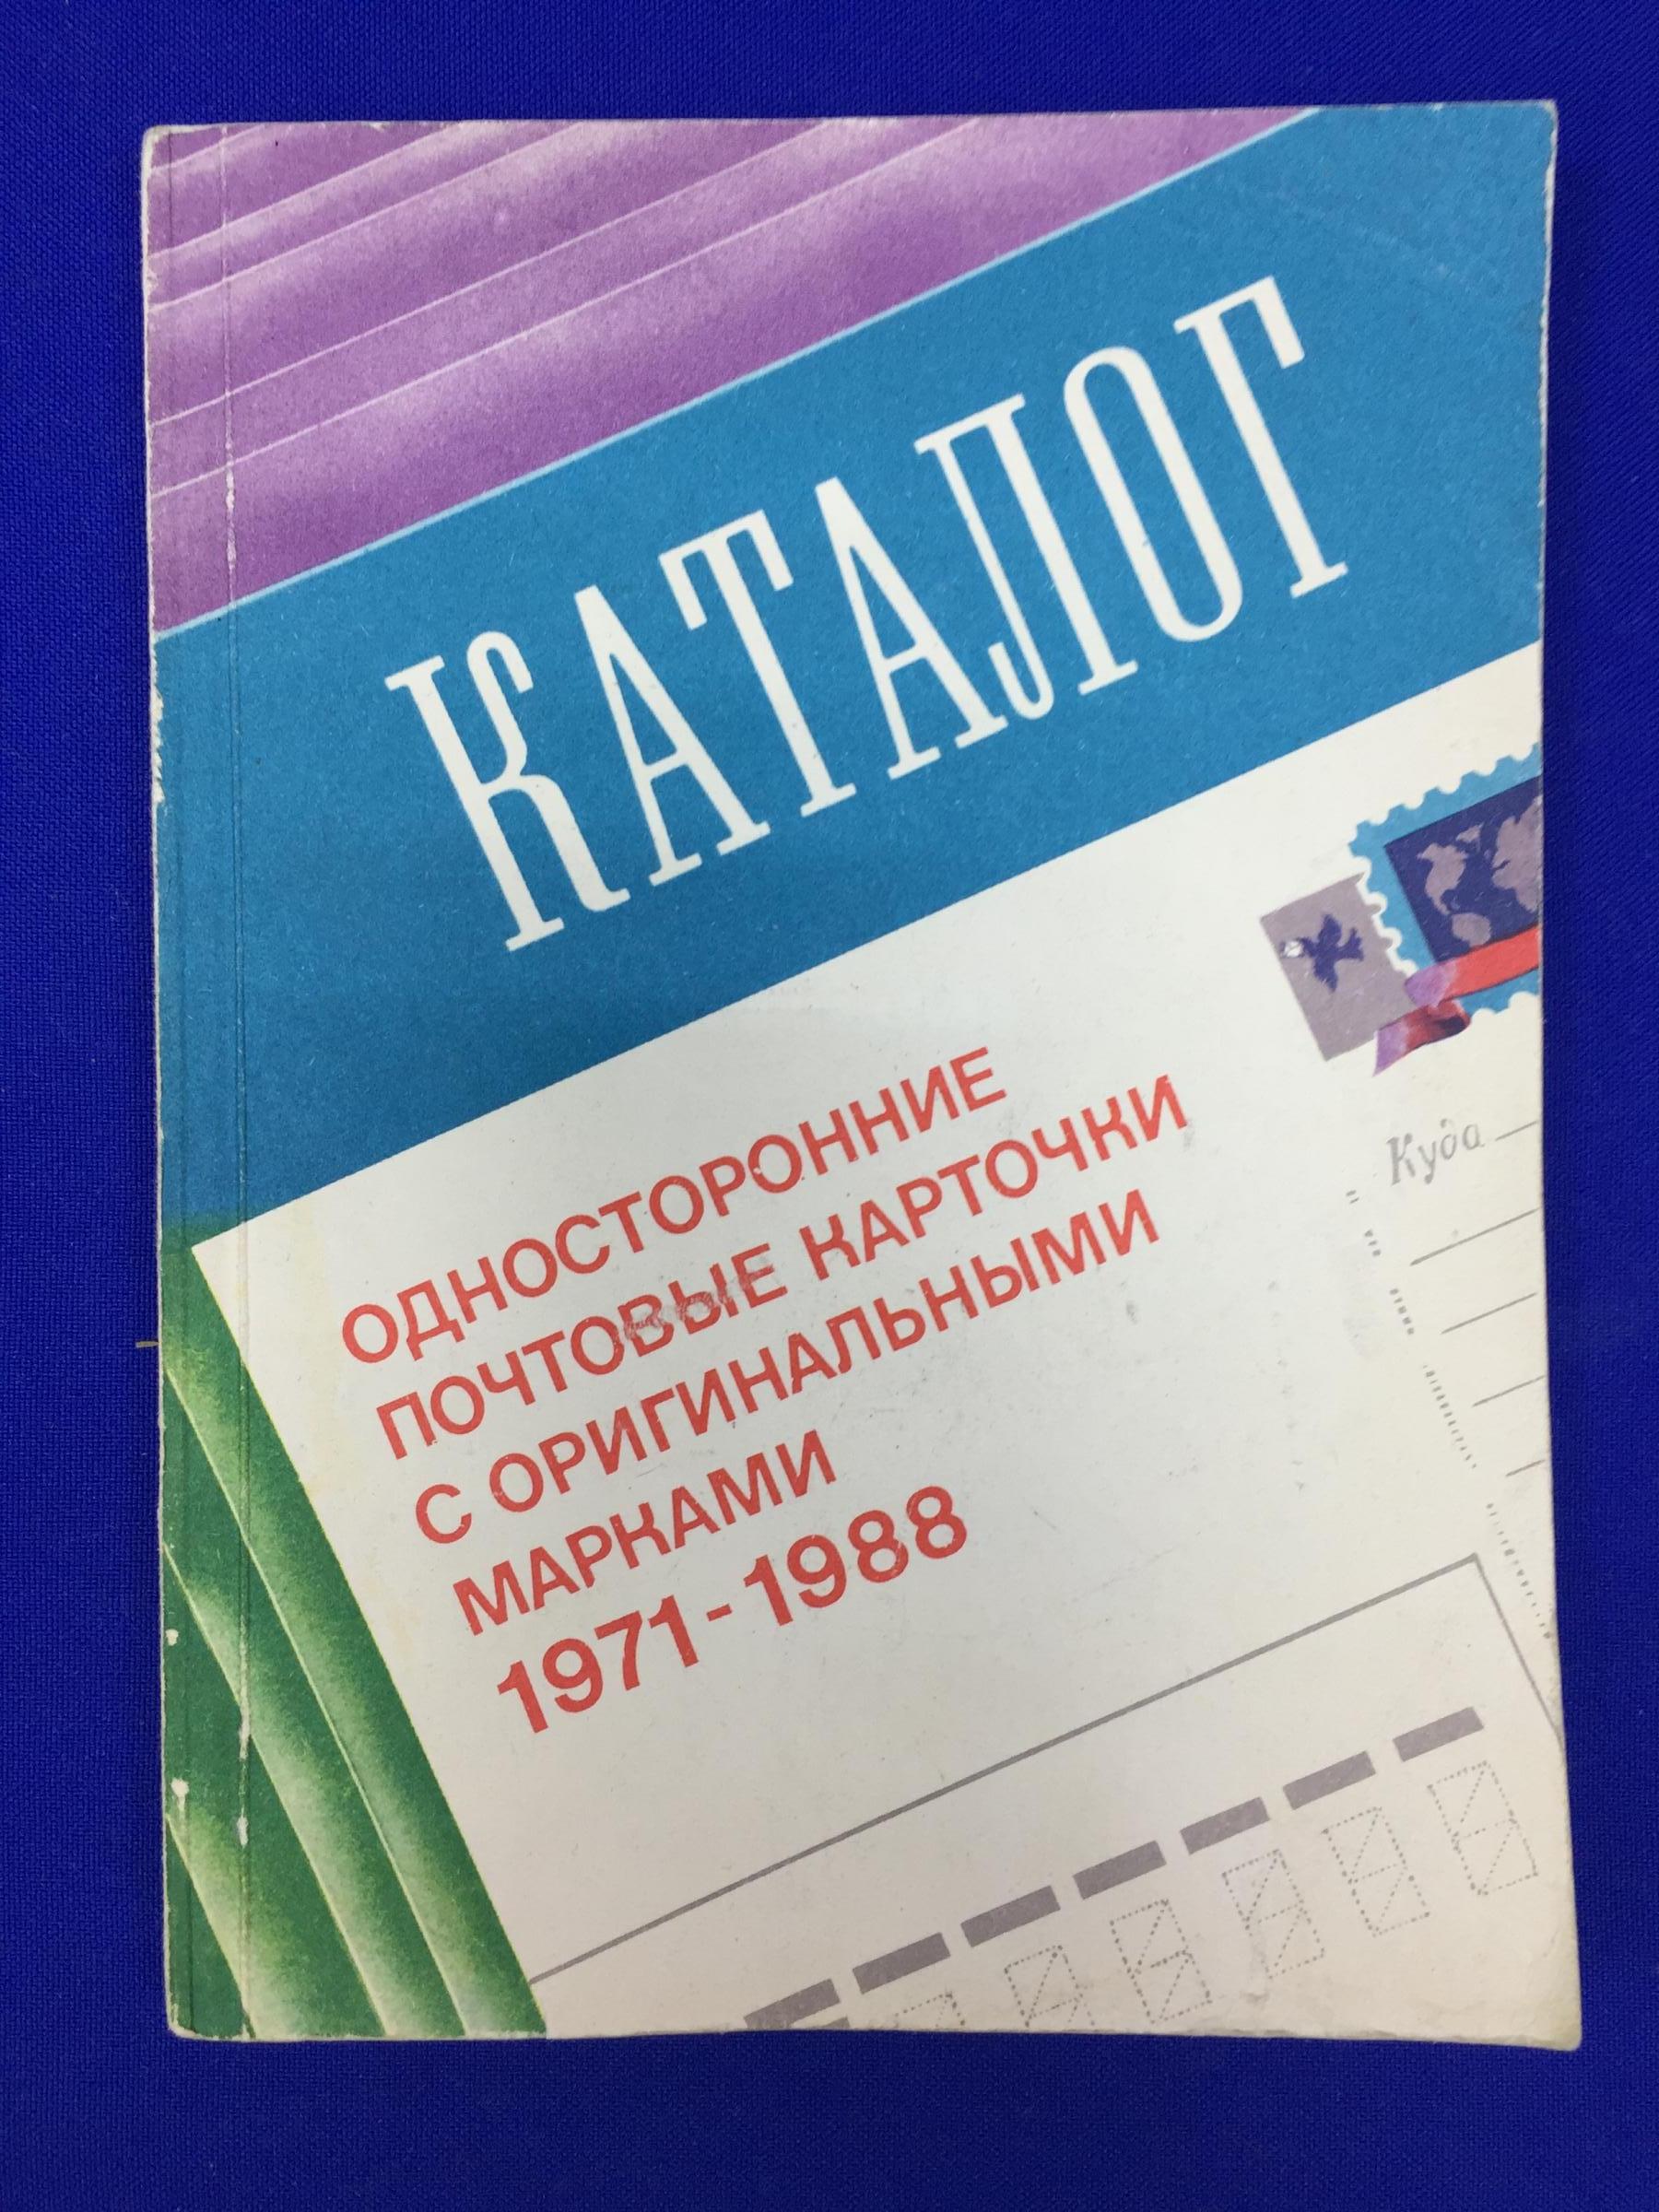 КАТАЛОГ
ОДНОСТОРОННИЕ
ПОЧТОВЫЕ КАРТОЧКИ
С ОРИГИНАЛЬНЫМИ
МАРКАМИ
1971-1988
Куда